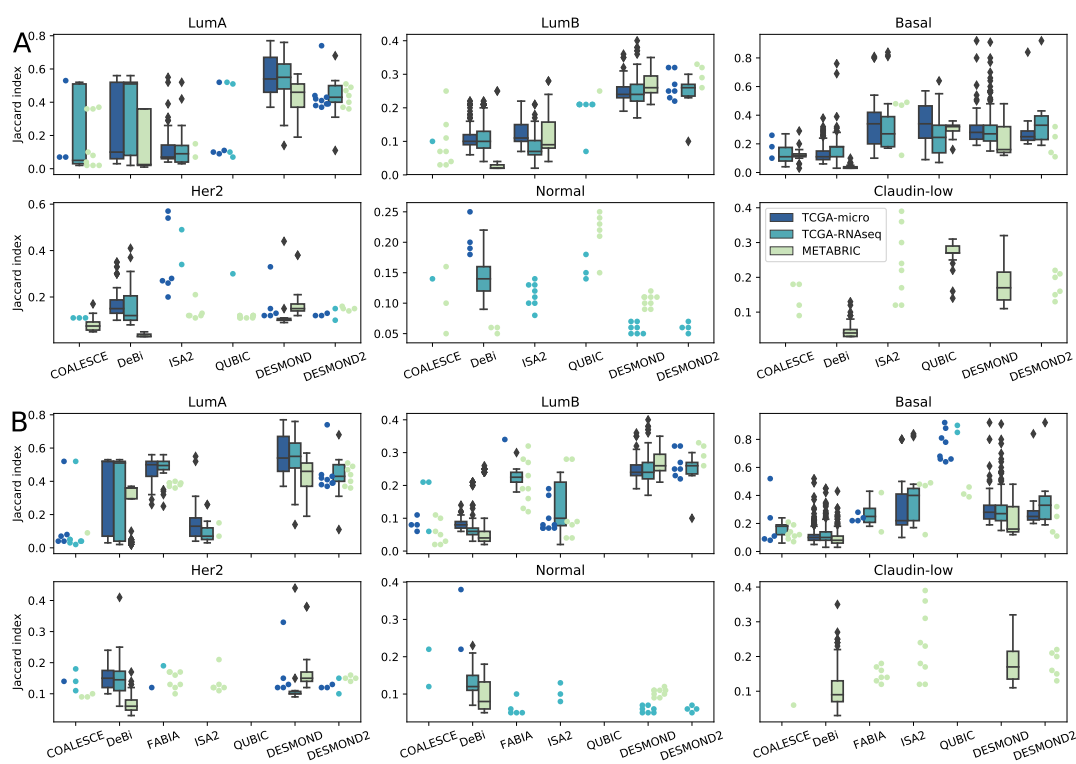 A
LumA
LumB
Basal
Jaccard index
0.8
0.6
0.4
0.2
0.0
0.4
0.3
0.2
0.1
0.0
0.8
0.6
0.4
0.2
0.0
Her2
Normal
Claudin-low
Jaccard index
0.6
0.4
0.2
0.25
0.20
0.15
0.10
0.05
0.4
0.3
0.2
0.1
TCGA-micro
TCGA-RNAseq
METABRIC
COALESCE DeBi ISA2 QUBIC DESMOND DESMOND2
COALESCE DeBi ISA2 QUBIC DESMOND DESMOND2
COALESCE DeBi ISA2 QUBIC DESMOND DESMOND2
B
LumA
LumB
Basal
Jaccard index
0.8
0.6
0.4
0.2
0.0
0.4
0.3
0.2
0.1
0.0
0.8
0.6
0.4
0.2
0.0
Her2
Normal
Claudin-low
Jaccard index
0.4
0.3
0.2
0.1
0.4
0.3
0.2
0.1
0.0
0.4
0.3
0.2
0.1
COALESCE DeBi FABIA ISA2 QUBIC DESMOND DESMOND2
COALESCE DeBi FABIA ISA2 QUBIC DESMOND DESMOND2
COALESCE DeBi FABIA ISA2 QUBIC DESMOND DESMOND2